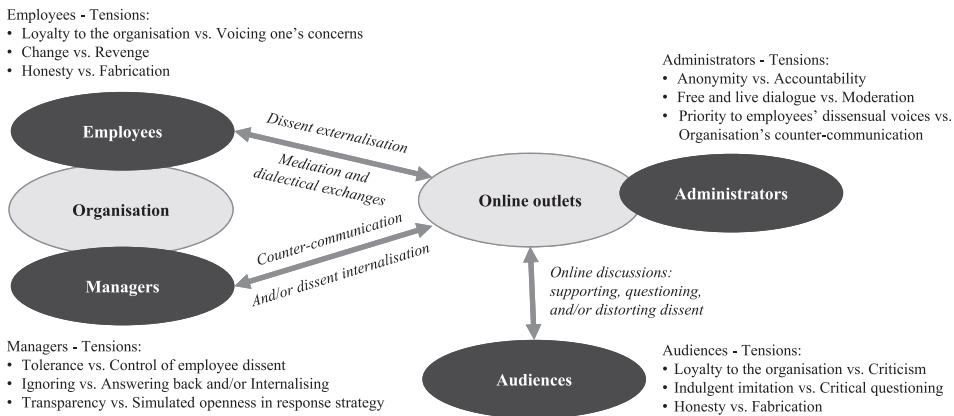 Employees - Tensions:
• Loyalty to the organisation vs. Voicing one's concerns
• Change vs. Revenge
• Honesty vs. Fabrication
Administrators - Tensions:
• Anonymity vs. Accountability
• Free and live dialogue vs. Moderation
• Priority to employees' dissensual voices vs.
Organisation's counter-communication
Employees
Dissent externalisation
Mediation and
dialectical exchanges
Organisation
Online outlets
Administrators
Counter-communication
And/or dissent internalisation
Managers
Online discussions:
supporting, questioning,
and/or distorting dissent
Managers - Tensions:
• Tolerance vs. Control of employee dissent
• Ignoring vs. Answering back and/or Internalising
• Transparency vs. Simulated openness in response strategy
Audiences
Audiences - Tensions:
• Loyalty to the organisation vs. Criticism
• Indulgent imitation vs. Critical questioning
• Honesty vs. Fabrication